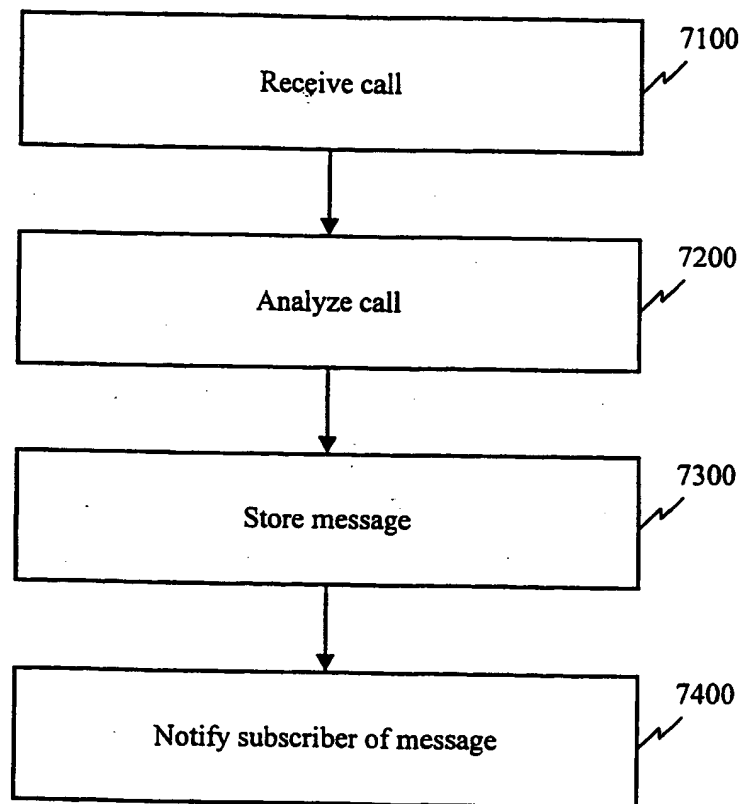 7100
Receive call
7200
Analyze call
7300
Store message
7400
Notify subscriber of message